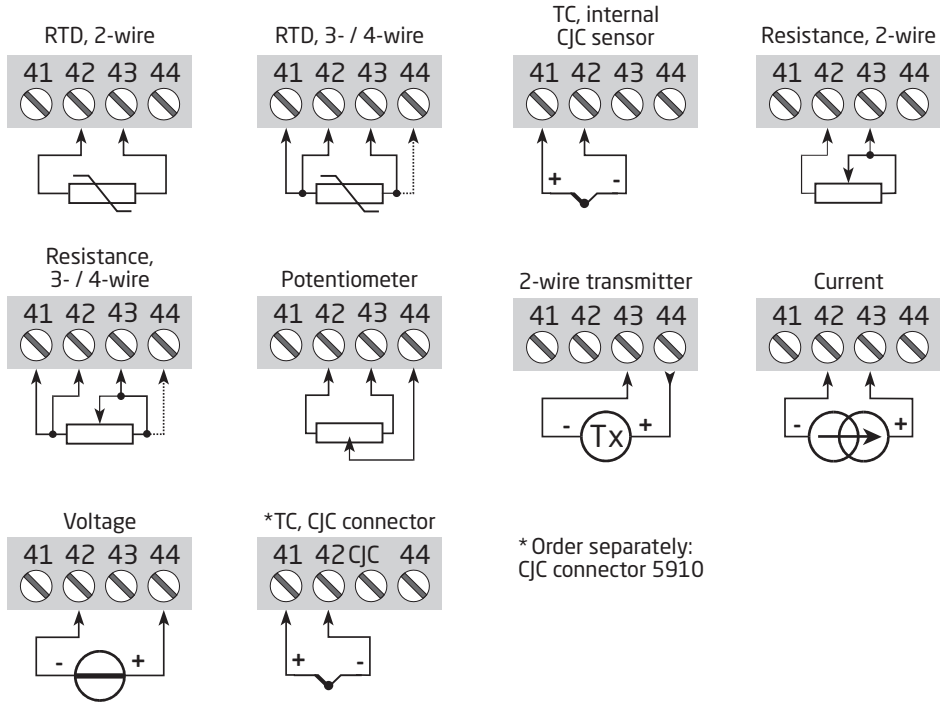 RTD, 2-wire
41 42 43 44
RTD, 3- / 4-wire
41 42 43 44
TC, internal
CJC sensor
41 42 43 44
+ -
Resistance, 2-wire
41 42 43 44
Resistance,
3- / 4-wire
41 42 43 44
Potentiometer
41 42 43 44
2-wire transmitter
41 42 43 44
- Tx +
Current
41 42 43 44
- +
Voltage
41 42 43 44
- +
*TC, CJC connector
41 42 CJC 44
+ -
* Order separately:
CJC connector 5910